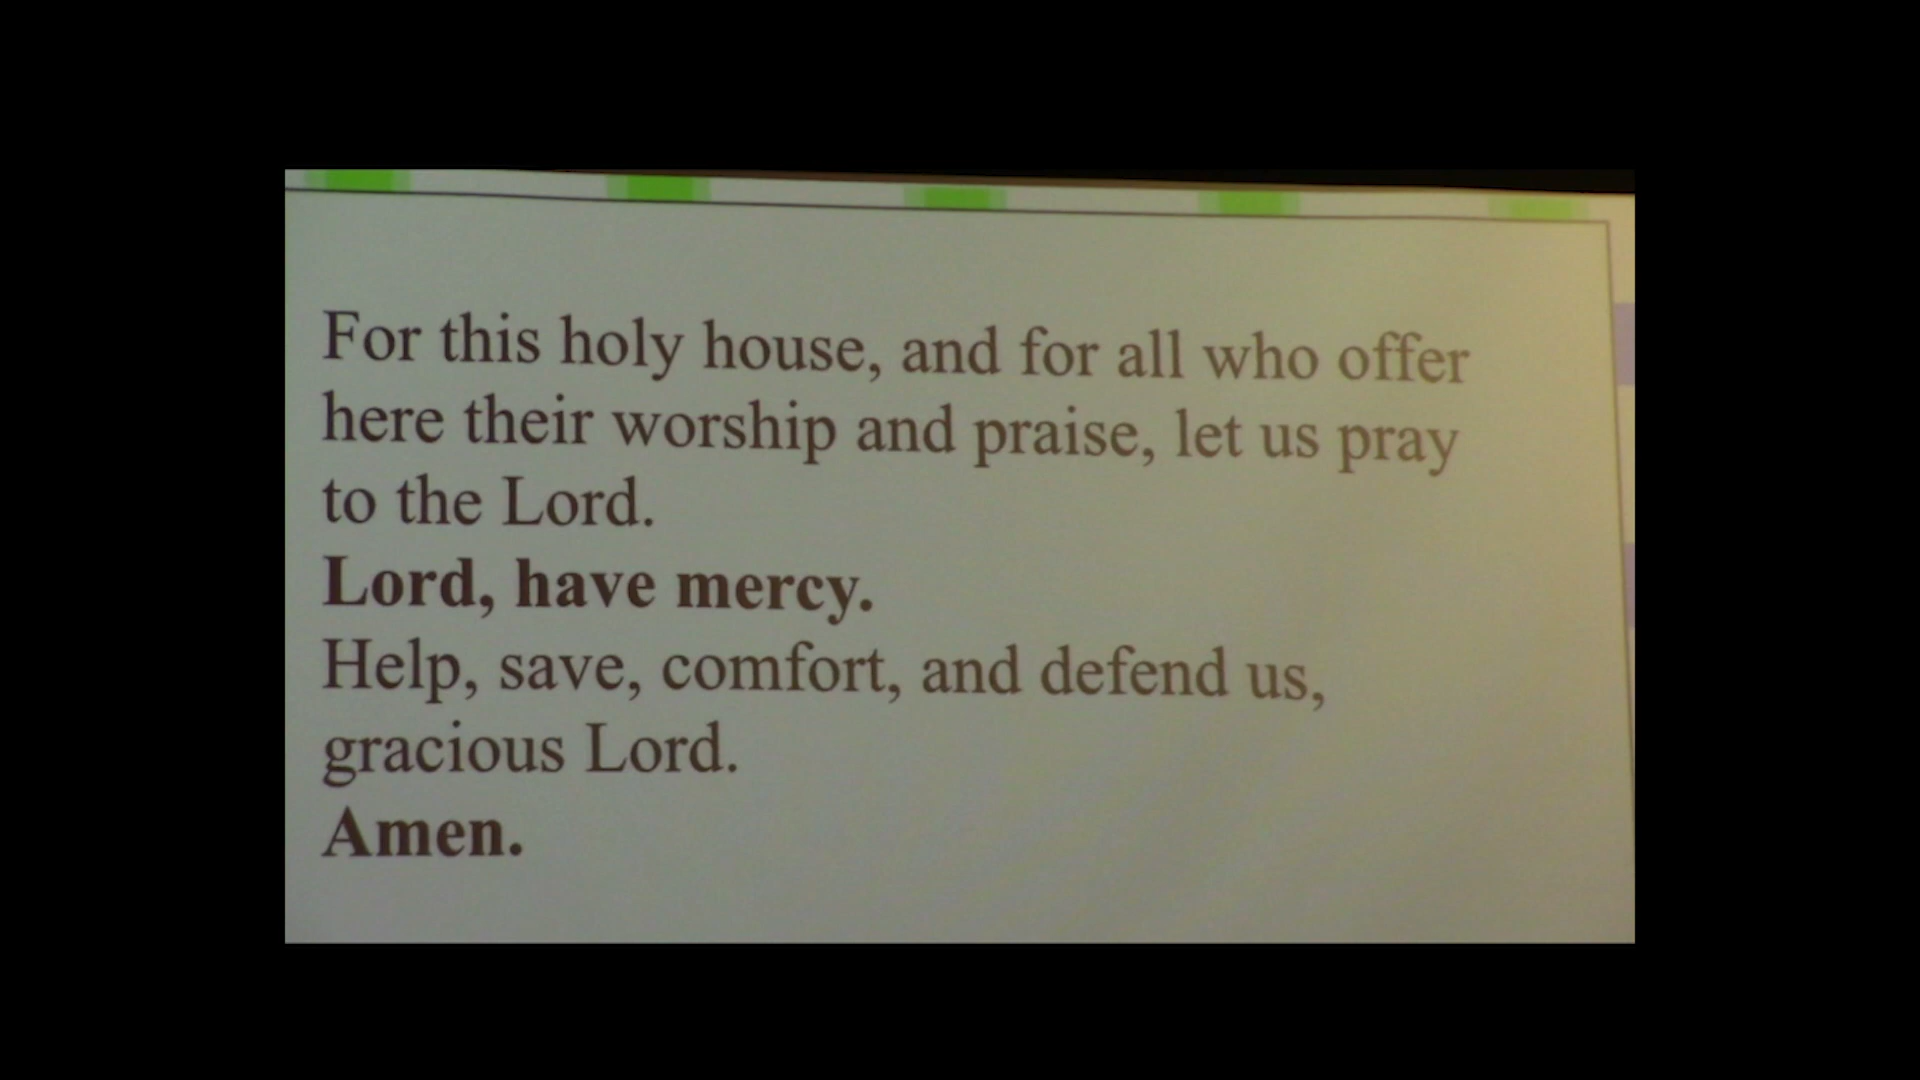 For this holy house, and for all who offer
here their worship and praise, let us pray
to the Lord.
Lord, have mercy.
Help, save, comfort, and defend us,
gracious Lord.
Amen.